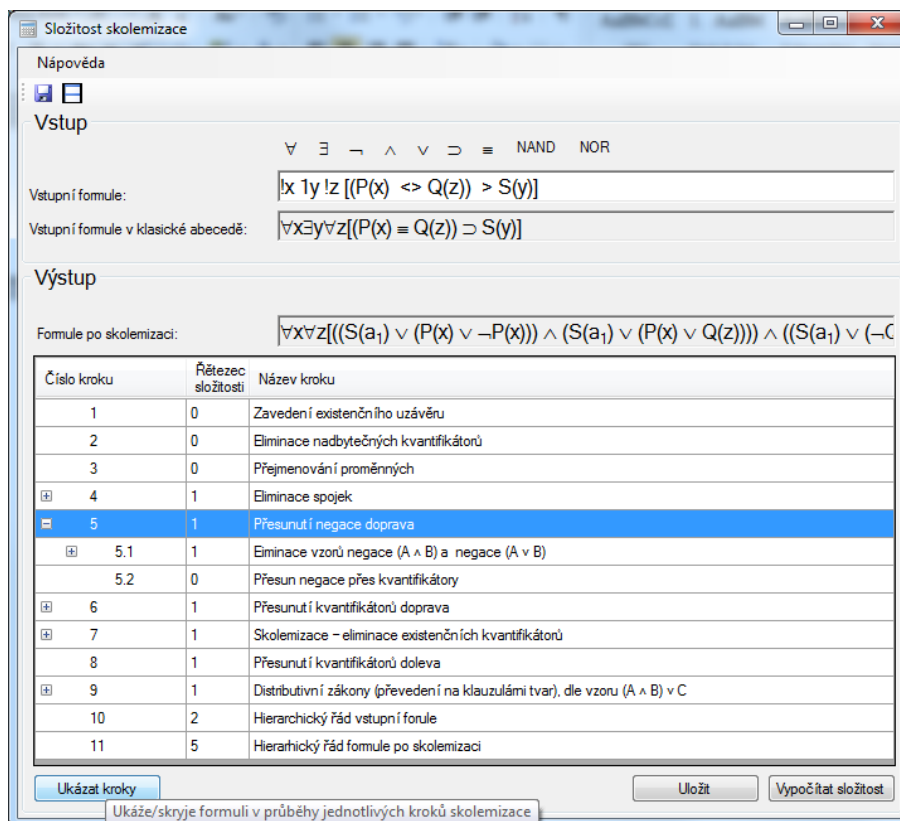 Složitost skolemizace
Nápověda
Vstup
∀ ∃ ¬ ∧ ∨ ⊃ ≡ NAND NOR
Vstupní formule: !x 1y !z [(P(x) <> Q(z)) > S(y)]
Vstupní formule v klasické abecedě: ∀x∃y∀z[(P(x) ≡ Q(z)) ⊃ S(y)]
Výstup
Formule po skolemizaci: ∀x∀z[((S(a₁) ∨ (P(x) ∨ ¬P(x))) ∧ (S(a₁) ∨ (P(x) ∨ Q(z)))) ∧ ((S(a₁) ∨ (¬
Číslo kroku Řětezec složitosti Název kroku
1 0 Zavedení existenčního uzávěru
2 0 Eliminace nadbytečných kvantifikátorů
3 0 Přejmenování proměnných
4 1 Eliminace spojek
5 1 Přesunutí negace doprava
5.1 1 Eiminace vzorů negace (A ∧ B) a negace (A ∨ B)
5.2 0 Přesun negace přes kvantifikátory
6 1 Přesunutí kvantifikátorů doprava
7 1 Skolemizace – eliminace existenčních kvantifikátorů
8 1 Přesunutí kvantifikátorů doleva
9 1 Distributivní zákony (převedení na klauzulámi tvar), dle vzoru (A ∧ B) ∨ C
10 2 Hierarchický řád vstupní forule
11 5 Hierarhický řád formule po skolemizaci
Ukázat kroky Uložit Vypočítat složitost
Ukáže/skryje formuli v průběhy jednotlivých kroků skolemizace